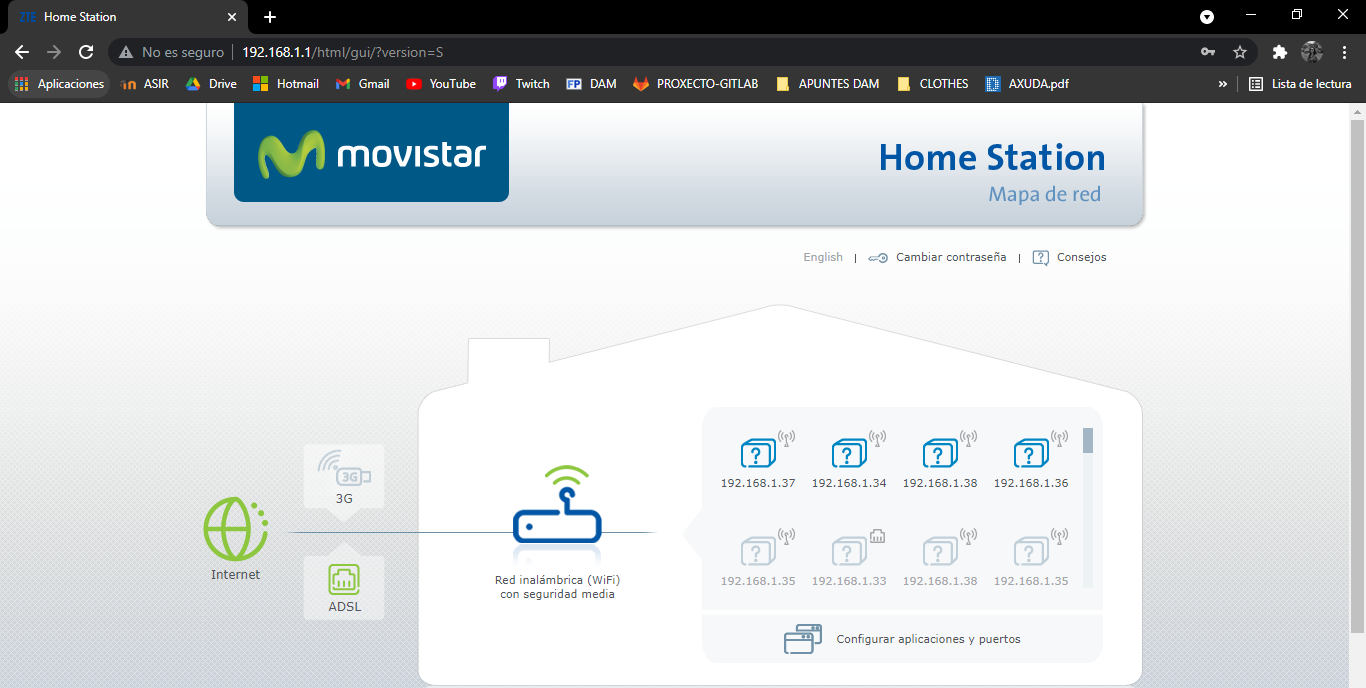 ZTE Home Station
No es seguro 192.168.1.1/html/gui/?version=S
Aplicaciones ASIR Drive Hotmail Gmail YouTube Twitch FP DAM PROXECTO-GITLAB APUNTES DAM CLOTHES AXUDA.pdf » Lista de lectura
movistar
Home Station
Mapa de red
English | Cambiar contraseña | Consejos
192.168.1.37 192.168.1.34 192.168.1.38 192.168.1.36
3G
3G
192.168.1.35 192.168.1.33 192.168.1.38 192.168.1.35
Internet
ADSL
Red inalámbrica (WiFi)
con seguridad media
Configurar aplicaciones y puertos